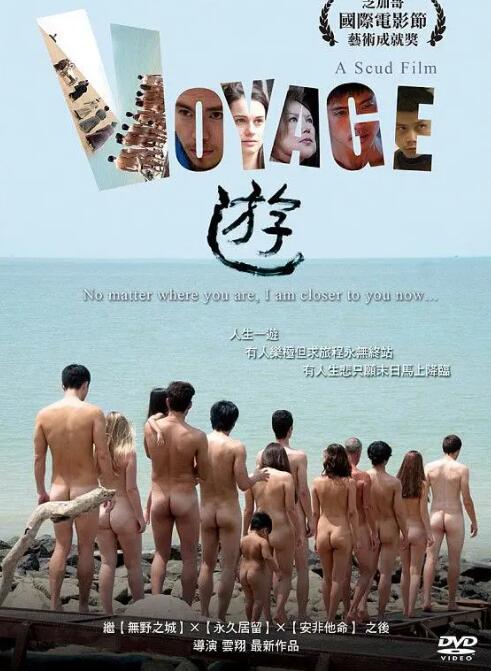 芝加哥
國際電影節
藝術成就獎
A Scud Film
VOYAGE
遊
No matter where you are, I am closer to you now...
人生一遊
有人樂極但求旅程永無終站
有人生悲只願末日馬上降臨
繼【無野之城】×【永久居留】×【安非他命】之後
導演 雲翔 最新作品
DVD
VIDEO